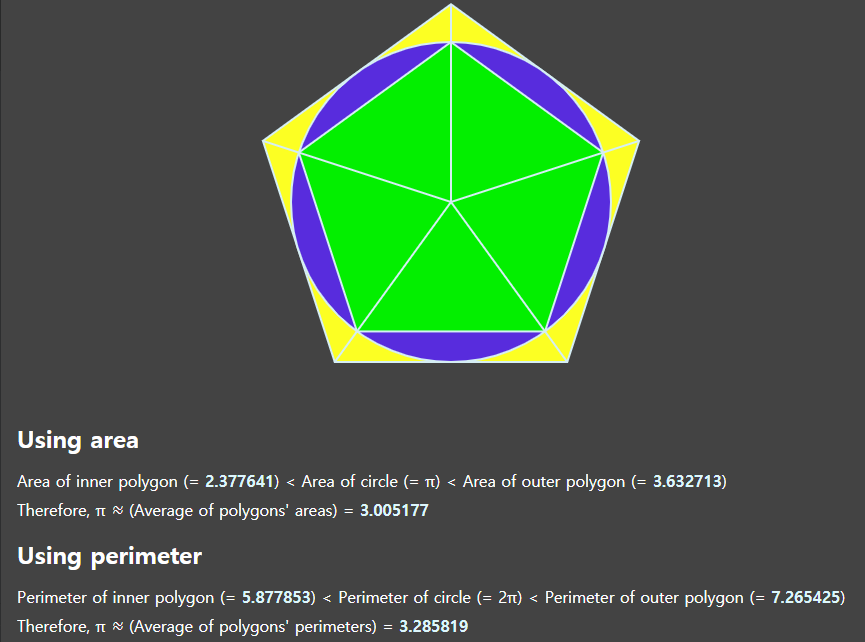 Using area
Area of inner polygon (= 2.377641) < Area of circle (= π) < Area of outer polygon (= 3.632713)
Therefore, π ≈ (Average of polygons' areas) = 3.005177
Using perimeter
Perimeter of inner polygon (= 5.877853) < Perimeter of circle (= 2π) < Perimeter of outer polygon (= 7.265425)
Therefore, π ≈ (Average of polygons' perimeters) = 3.285819